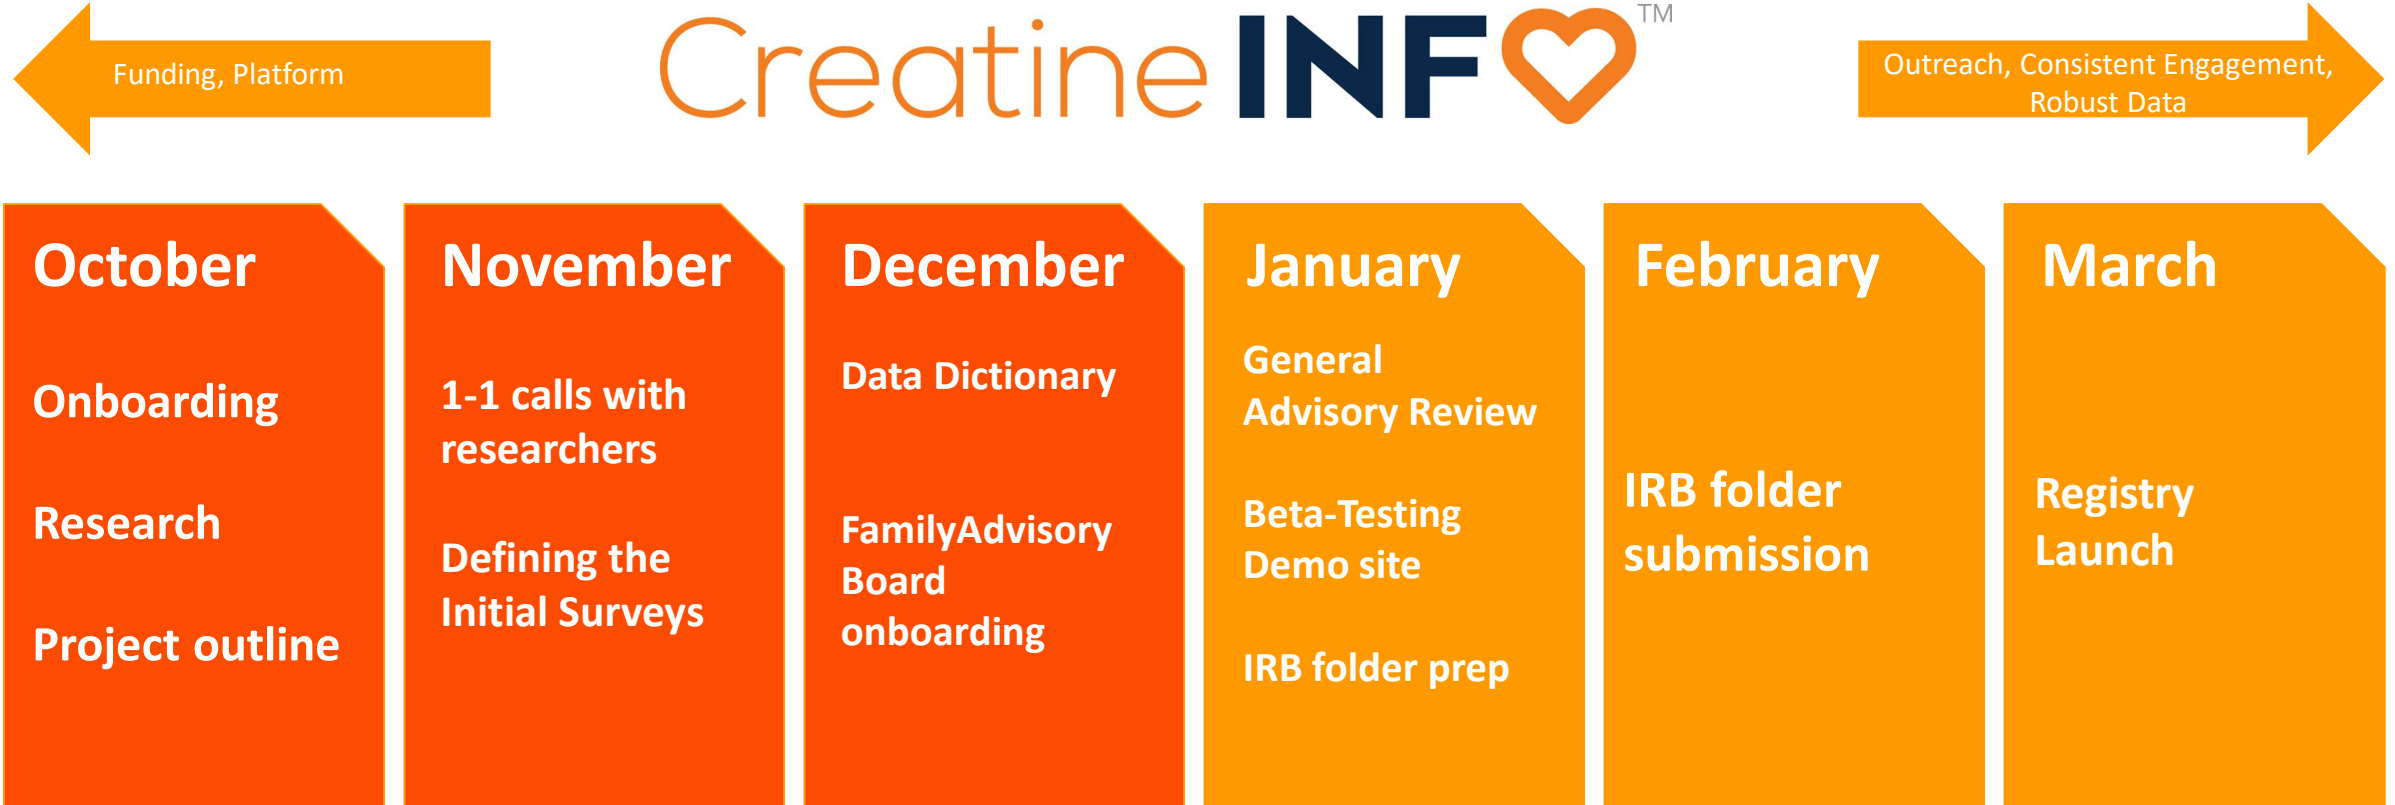 Funding, Platform
Creatine INFO™
Outreach, Consistent Engagement,
Robust Data
October
Onboarding
Research
Project outline
November
1-1 calls with
researchers
Defining the
Initial Surveys
December
Data Dictionary
FamilyAdvisory
Board
onboarding
January
General
Advisory Review
Beta-Testing
Demo site
IRB folder prep
February
IRB folder
submission
March
Registry
Launch